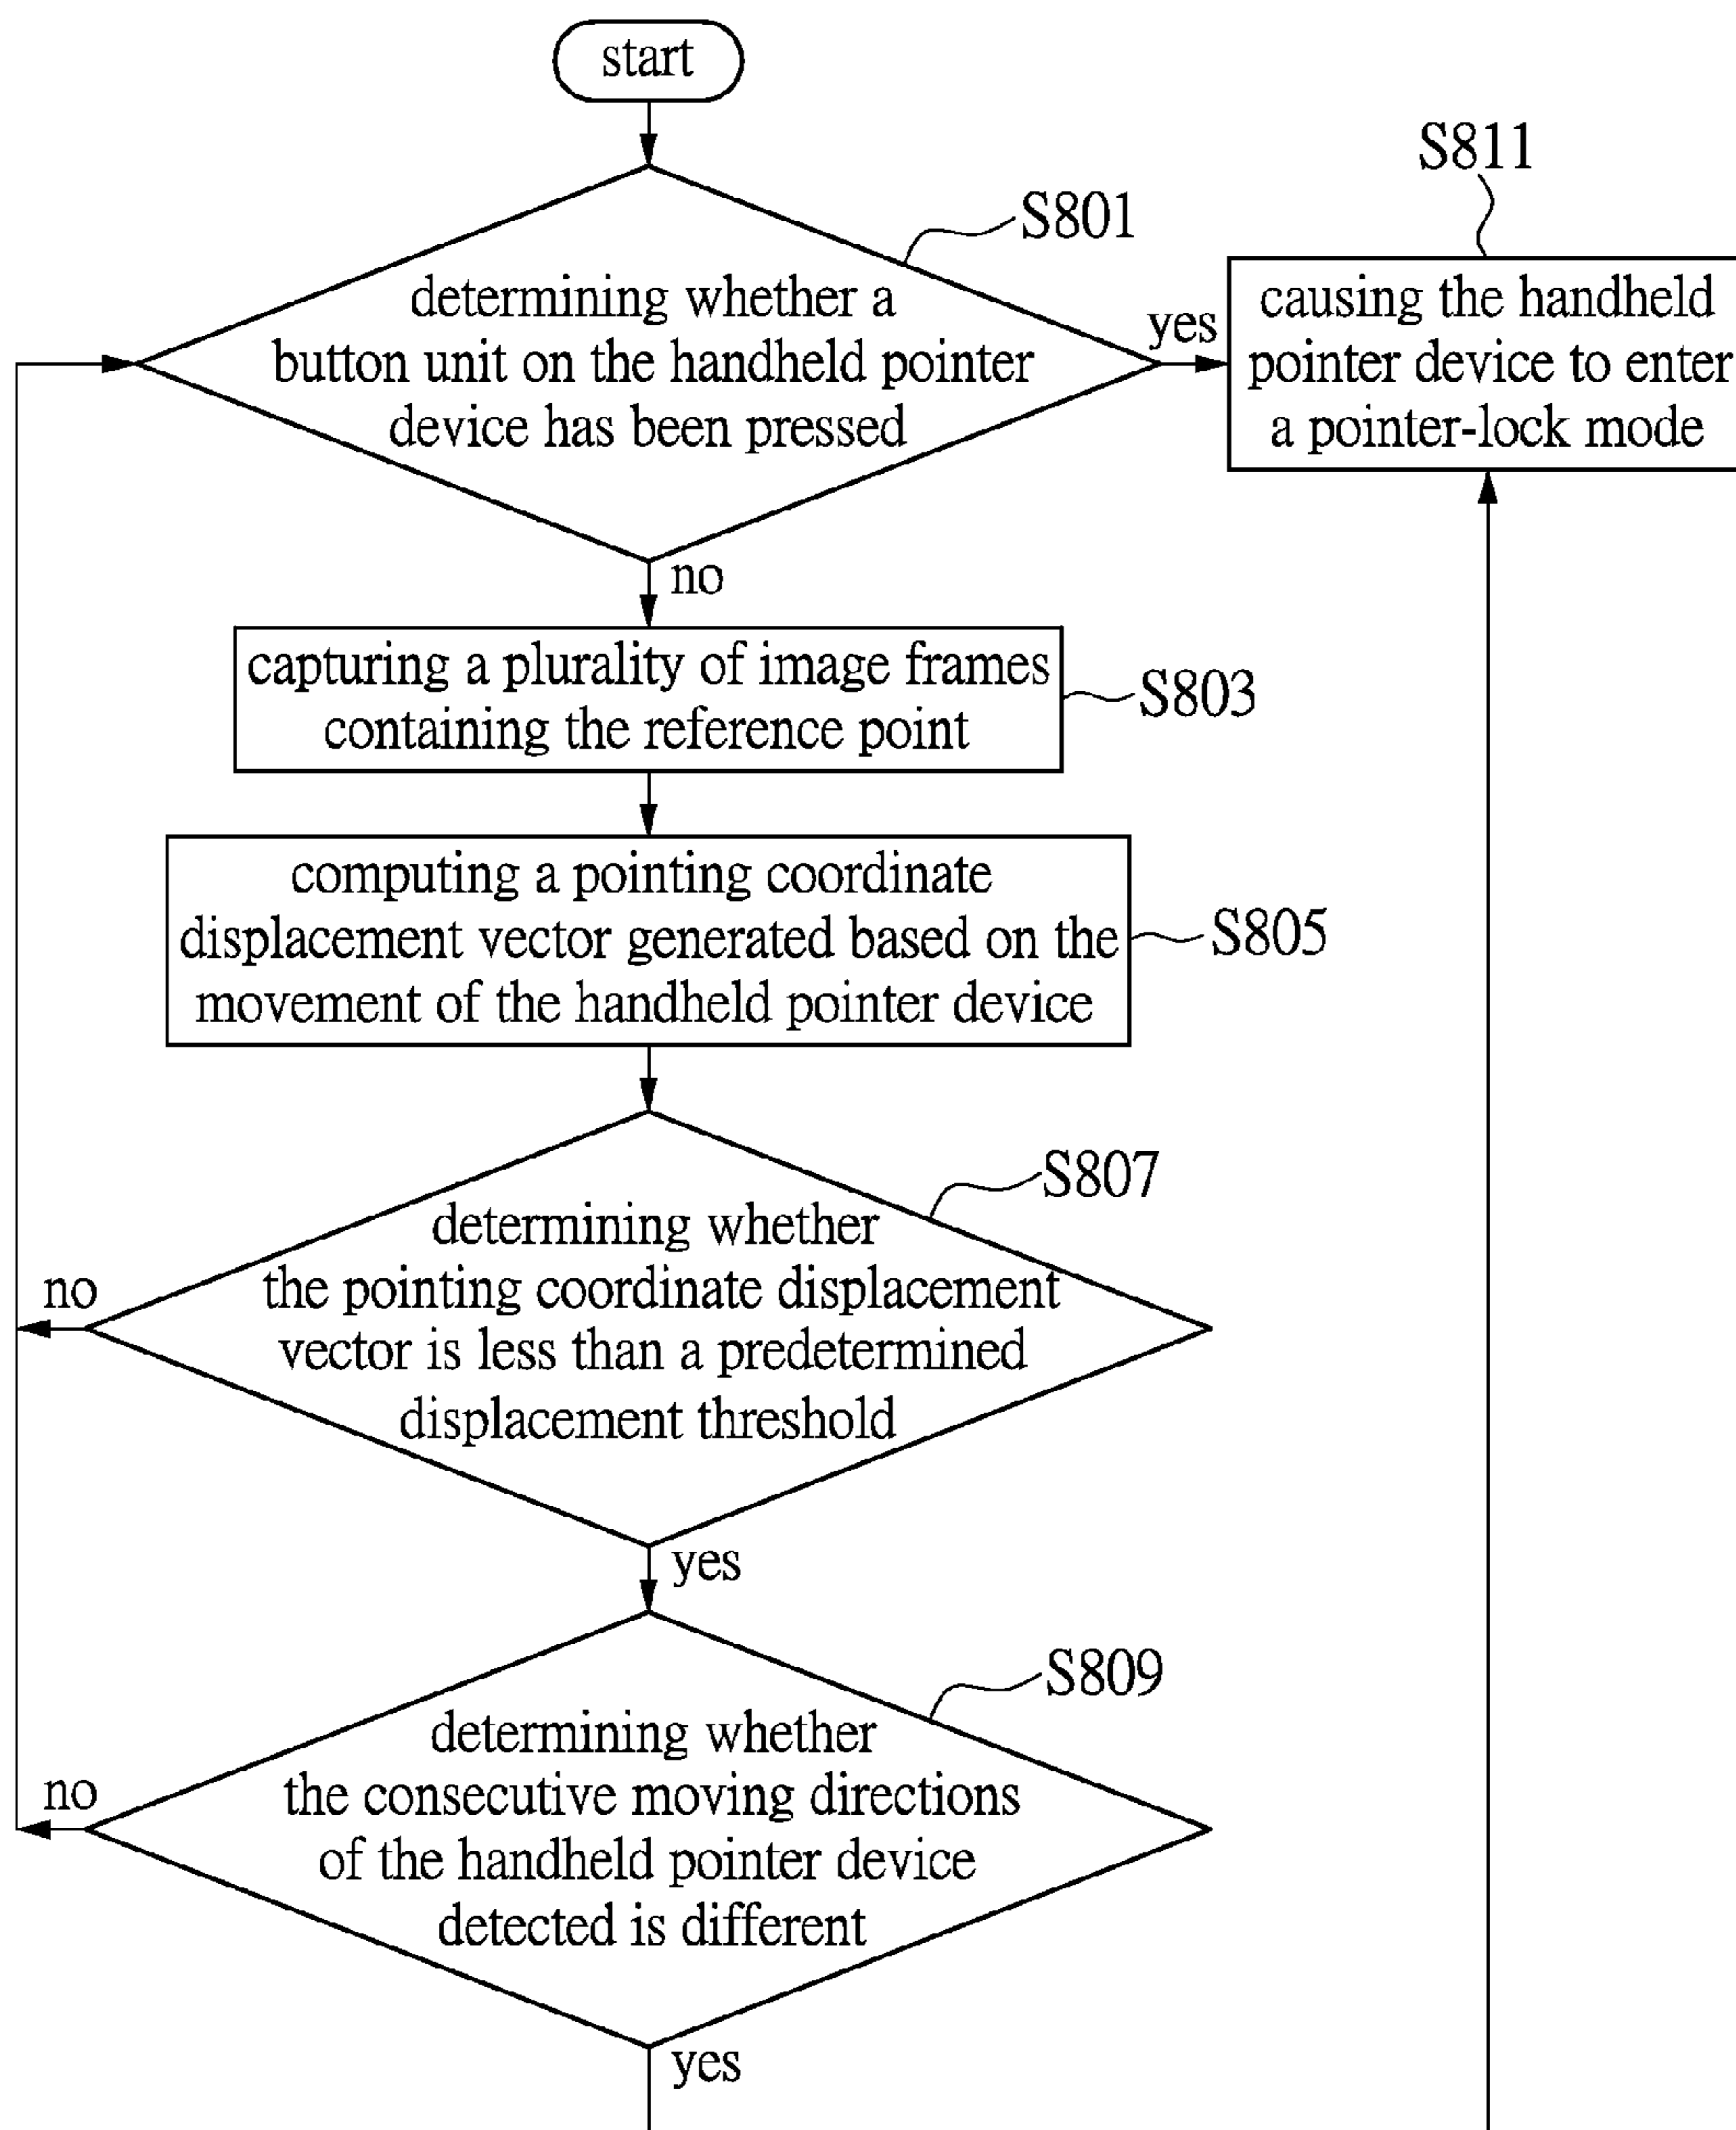 start
S801
determining whether a
button unit on the handheld pointer
device has been pressed
yes
S811
causing the handheld
pointer device to enter
a pointer-lock mode
no
capturing a plurality of image frames
containing the reference point
S803
computing a pointing coordinate
displacement vector generated based on the
movement of the handheld pointer device
S805
S807
determining whether
the pointing coordinate displacement
vector is less than a predetermined
displacement threshold
no
yes
S809
determining whether
the consecutive moving directions
of the handheld pointer device
detected is different
no
yes